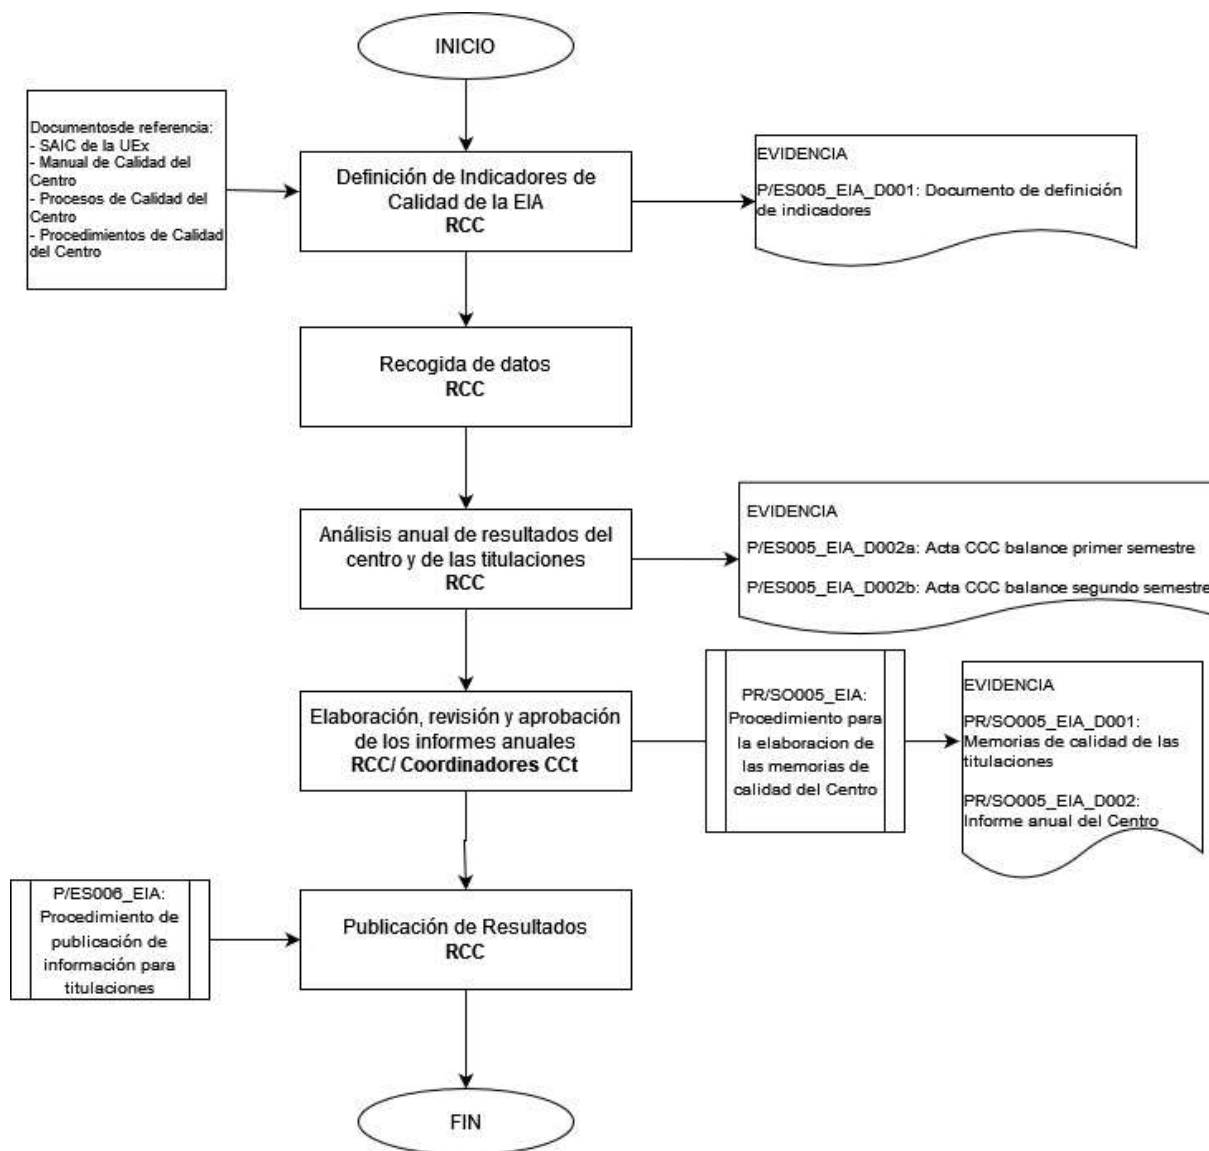 INICIO
Documentosde referencia:
- SAIC de la UEx
- Manual de Calidad del
Centro
- Procesos de Calidad del
Centro
- Procedimientos de Calidad
del Centro
Definición de Indicadores de
Calidad de la EIA
RCC
EVIDENCIA
P/ES005_EIA_D001: Documento de definición
de indicadores
Recogida de datos
RCC
Análisis anual de resultados del
centro y de las titulaciones
RCC
EVIDENCIA
P/ES005_EIA_D002a: Acta CCC balance primer semestre
P/ES005_EIA_D002b: Acta CCC balance segundo semestre
Elaboración, revisión y aprobación
de los informes anuales
RCC/ Coordinadores CCt
PR/SO005_EIA:
Procedimiento para
la elaboracion de
las memorias de
calidad del Centro
EVIDENCIA
PR/SO005_EIA_D001:
Memorias de calidad de las
titulaciones
PR/SO005_EIA_D002:
Informe anual del Centro
P/ES006_EIA:
Procedimiento de
publicación de
información para
titulaciones
Publicación de Resultados
RCC
FIN